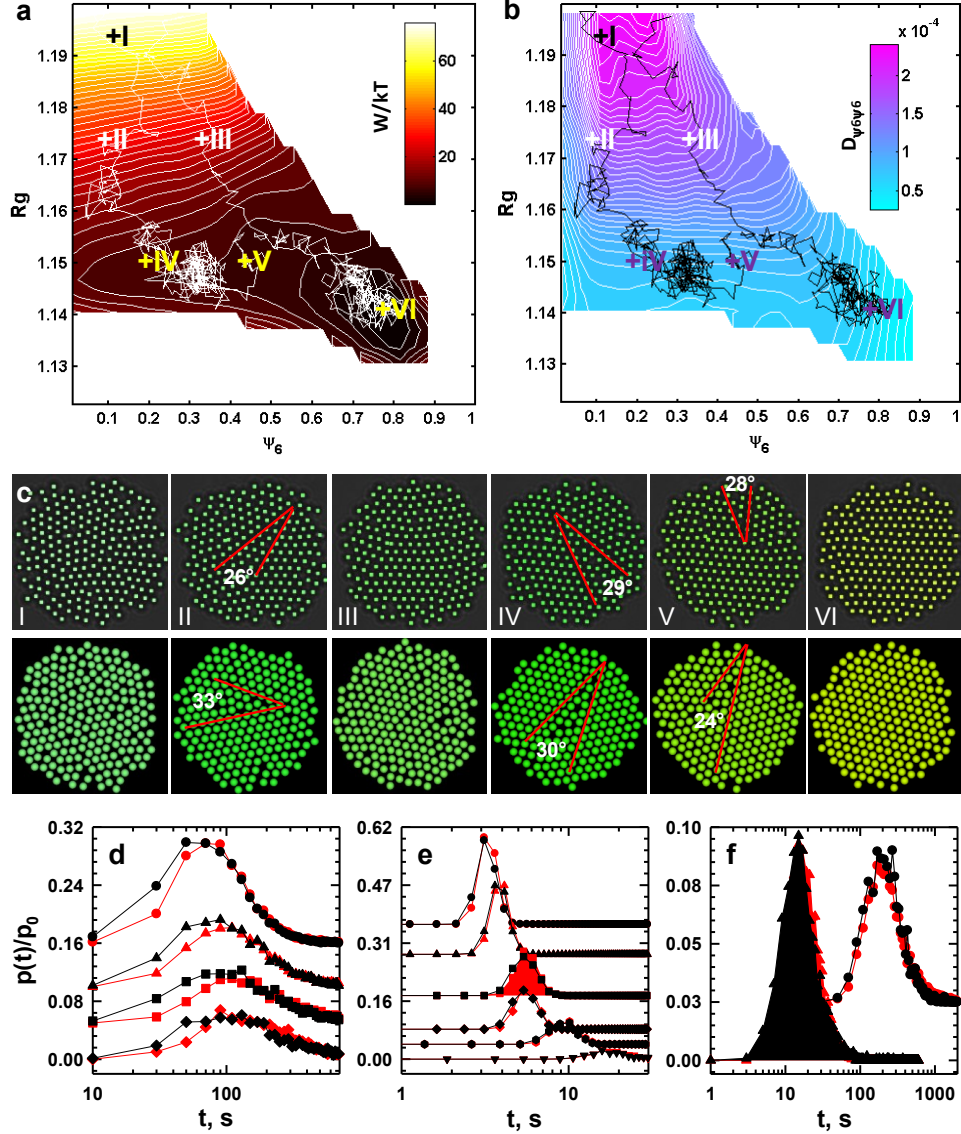 a
1.19
1.18
1.17
1.16
1.15
1.14
1.13
Rg
0.1 0.2 0.3 0.4 0.5 0.6 0.7 0.8 0.9 1
ψ6
+I
+II
+III
+IV
+V
+VI
W/kT
60
40
20
b
1.19
1.18
1.17
1.16
1.15
1.14
1.13
Rg
0.1 0.2 0.3 0.4 0.5 0.6 0.7 0.8 0.9 1
ψ6
+I
+II
+III
+IV
+V
+VI
x 10⁻⁴
Dψ6ψ6
2
1.5
1
0.5
c
I
II
26°
III
IV
29°
V
28°
VI
33°
30°
24°
d
p(t)/p0
0.32
0.24
0.16
0.08
0.00
10 100
t, s
e
0.62
0.47
0.31
0.16
0.00
1 10
t, s
f
0.10
0.08
0.05
0.03
0.00
1 10 100 1000
t, s